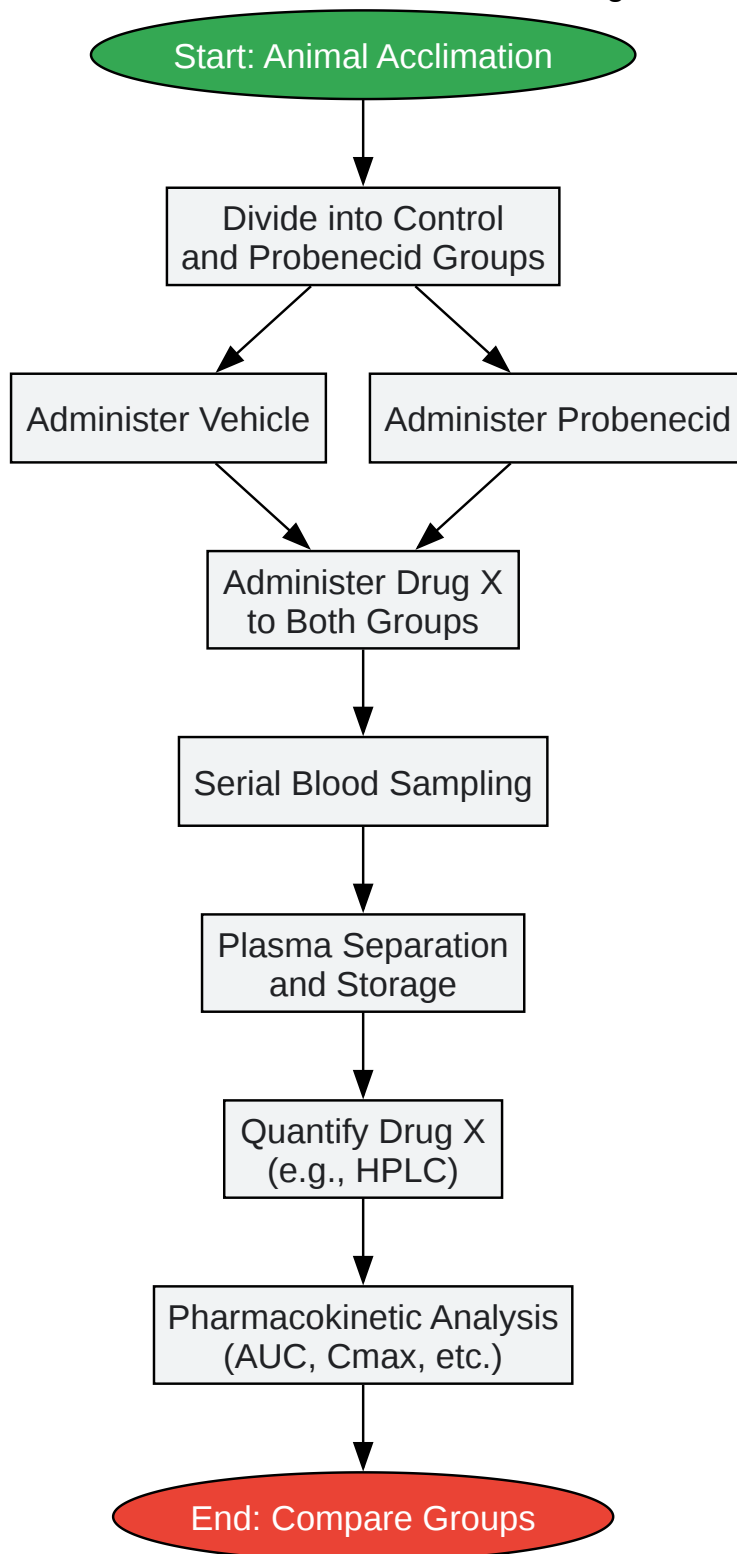 Start: Animal Acclimation
Divide into Control
and Probenecid Groups
Administer Vehicle
Administer Probenecid
Administer Drug X
to Both Groups
Serial Blood Sampling
Plasma Separation
and Storage
Quantify Drug X
(e.g., HPLC)
Pharmacokinetic Analysis
(AUC, Cmax, etc.)
End: Compare Groups